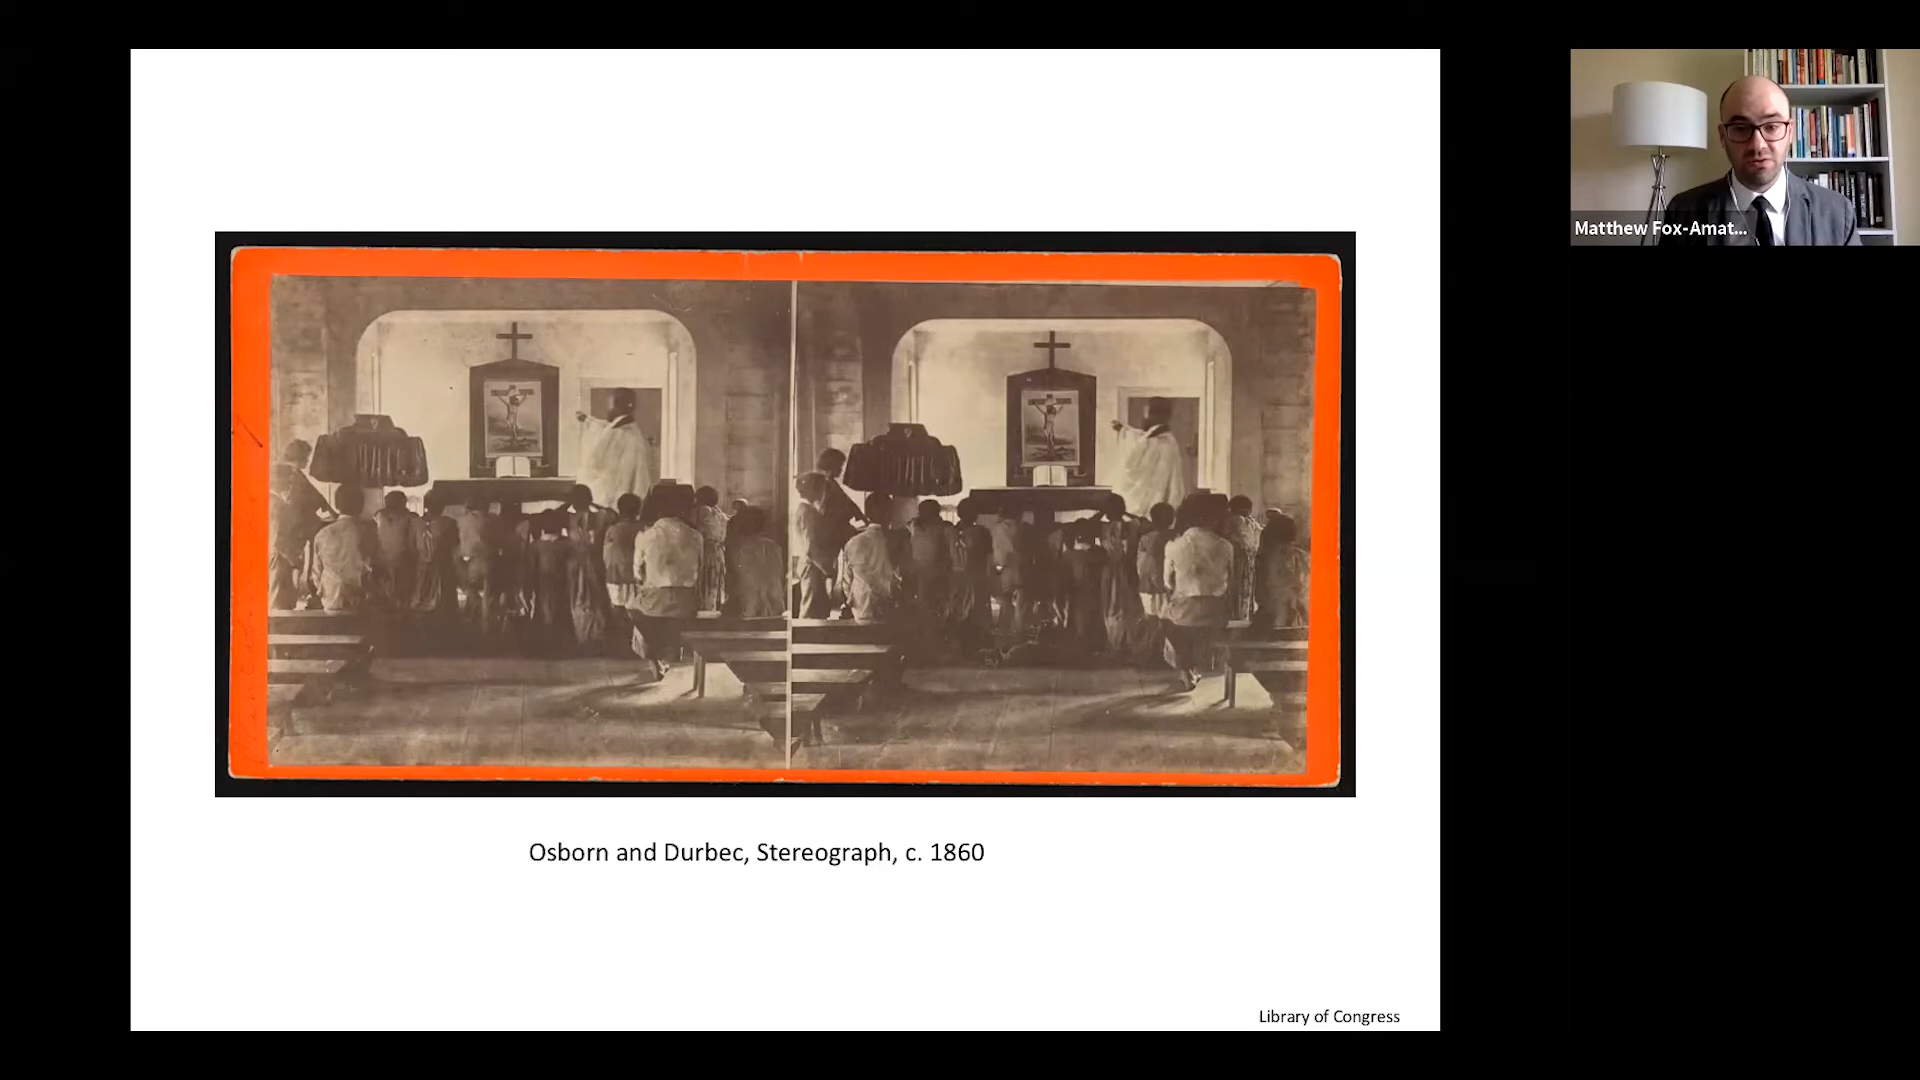 Matthew Fox-Amat...
Osborn and Durbec, Stereograph, c. 1860
Library of Congress